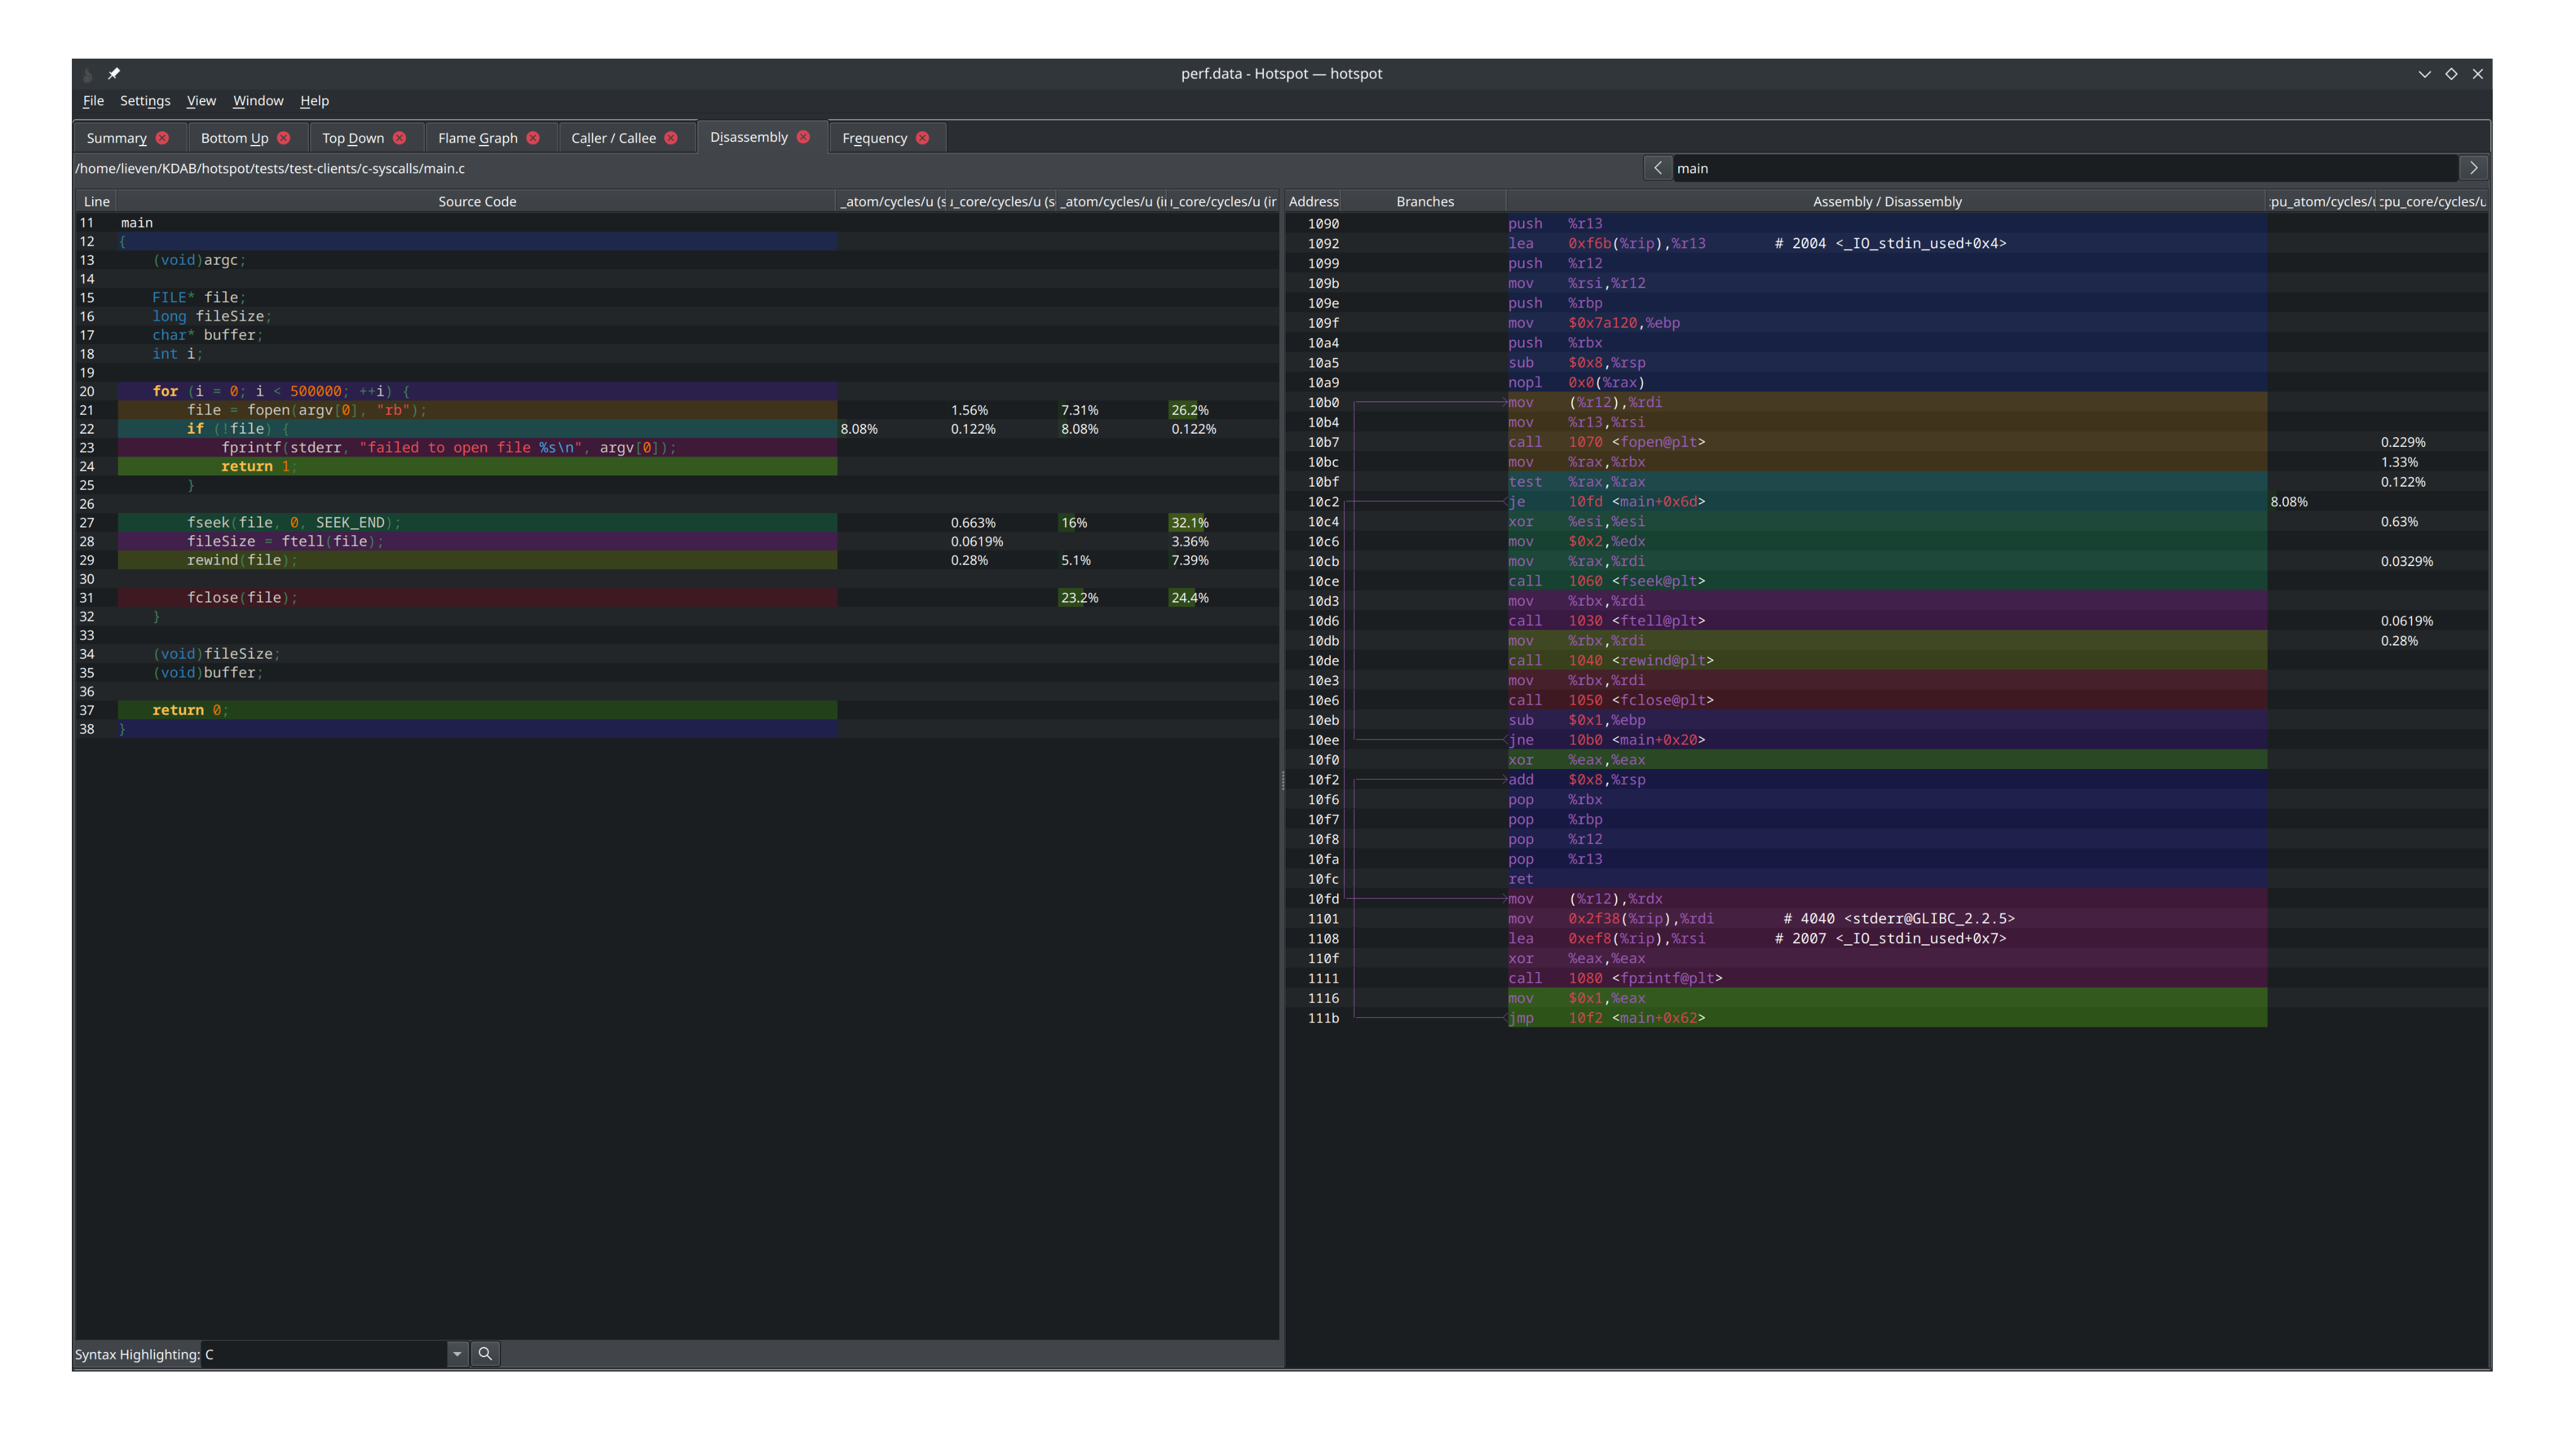 perf.data - Hotspot — hotspot
File Settings View Window Help
Summary Bottom Up Top Down Flame Graph Caller / Callee Disassembly Frequency
/home/lieven/KDAB/hotspot/tests/test-clients/c-syscalls/main.c
main
Line Source Code _atom/cycles/u (s _core/cycles/u (s _atom/cycles/u (i _core/cycles/u (ir
11 main
12 {
13 (void)argc;
14
15 FILE* file;
16 long fileSize;
17 char* buffer;
18 int i;
19
20 for (i = 0; i < 500000; ++i) {
21 file = fopen(argv[0], "rb"); 1.56% 7.31% 26.2%
22 if (!file) { 8.08% 0.122% 8.08% 0.122%
23 fprintf(stderr, "failed to open file %s\n", argv[0]);
24 return 1;
25 }
26
27 fseek(file, 0, SEEK_END); 0.663% 16% 32.1%
28 fileSize = ftell(file); 0.0619% 3.36%
29 rewind(file); 0.28% 5.1% 7.39%
30
31 fclose(file); 23.2% 24.4%
32 }
33
34 (void)fileSize;
35 (void)buffer;
36
37 return 0;
38 }
Syntax Highlighting: C
Address Branches Assembly / Disassembly pu_atom/cycles/ cpu_core/cycles/u
1090 push %r13
1092 lea 0xf6b(%rip),%r13 # 2004 <_IO_stdin_used+0x4>
1099 push %r12
109b mov %rsi,%r12
109e push %rbp
109f mov $0x7a120,%ebp
10a4 push %rbx
10a5 sub $0x8,%rsp
10a9 nopl 0x0(%rax)
10b0 mov (%r12),%rdi
10b4 mov %r13,%rsi
10b7 call 1070 <fopen@plt> 0.229%
10bc mov %rax,%rbx 1.33%
10bf test %rax,%rax 0.122%
10c2 je 10fd <main+0x6d> 8.08%
10c4 xor %esi,%esi 0.63%
10c6 mov $0x2,%edx
10cb mov %rax,%rdi 0.0329%
10ce call 1060 <fseek@plt>
10d3 mov %rbx,%rdi
10d6 call 1030 <ftell@plt> 0.0619%
10db mov %rbx,%rdi 0.28%
10de call 1040 <rewind@plt>
10e3 mov %rbx,%rdi
10e6 call 1050 <fclose@plt>
10eb sub $0x1,%ebp
10ee jne 10b0 <main+0x20>
10f0 xor %eax,%eax
10f2 add $0x8,%rsp
10f6 pop %rbx
10f7 pop %rbp
10f8 pop %r12
10fa pop %r13
10fc ret
10fd mov (%r12),%rdx
1101 mov 0x2f38(%rip),%rdi # 4040 <stderr@GLIBC_2.2.5>
1108 lea 0xef8(%rip),%rsi # 2007 <_IO_stdin_used+0x7>
110f xor %eax,%eax
1111 call 1080 <fprintf@plt>
1116 mov $0x1,%eax
111b jmp 10f2 <main+0x62>